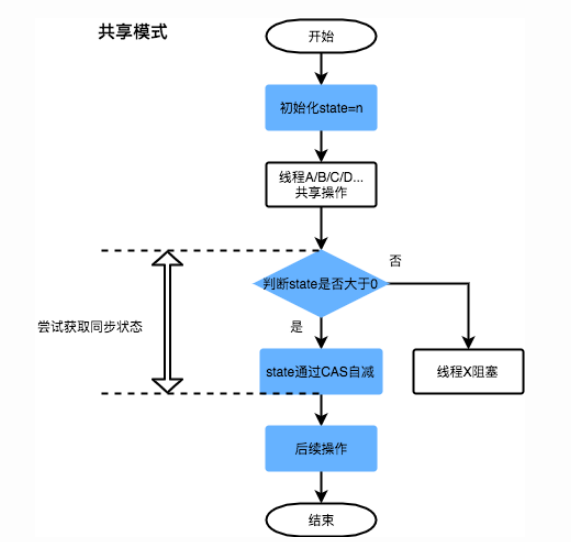 共享模式
开始
初始化state=n
线程A/B/C/D...
共享操作
判断state是否大于0
否
尝试获取同步状态
是
state通过CAS自减
线程X阻塞
后续操作
结束